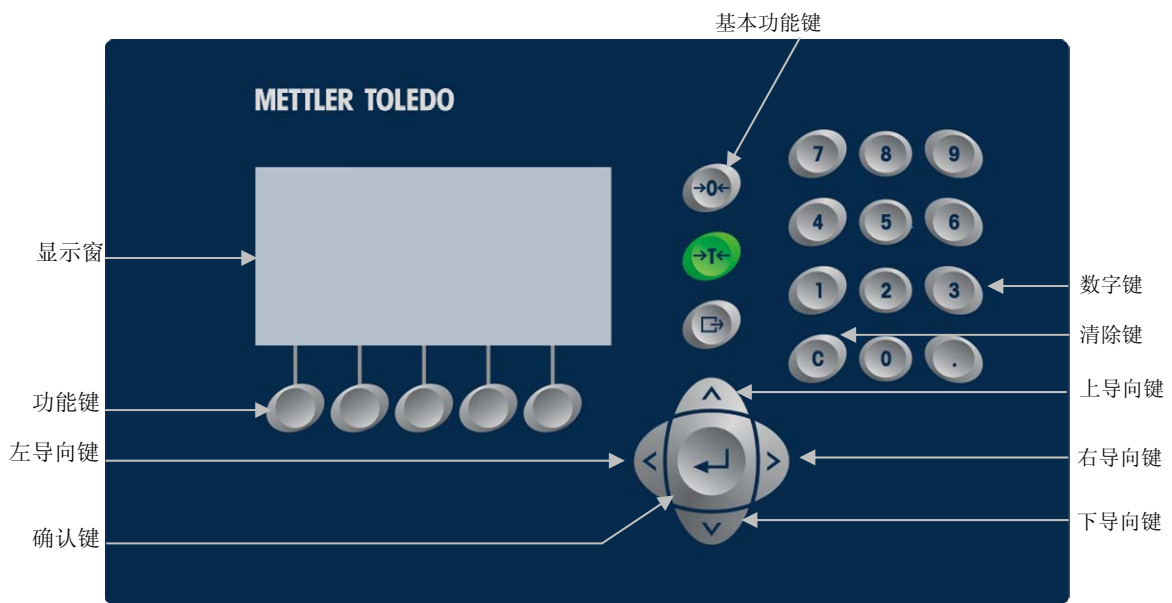 基本功能键
METTLER TOLEDO
7 8 9
→0←
4 5 6
显示窗
→T←
1 2 3
数字键
清除键
C 0 .
上导向键
功能键
左导向键
右导向键
下导向键
确认键